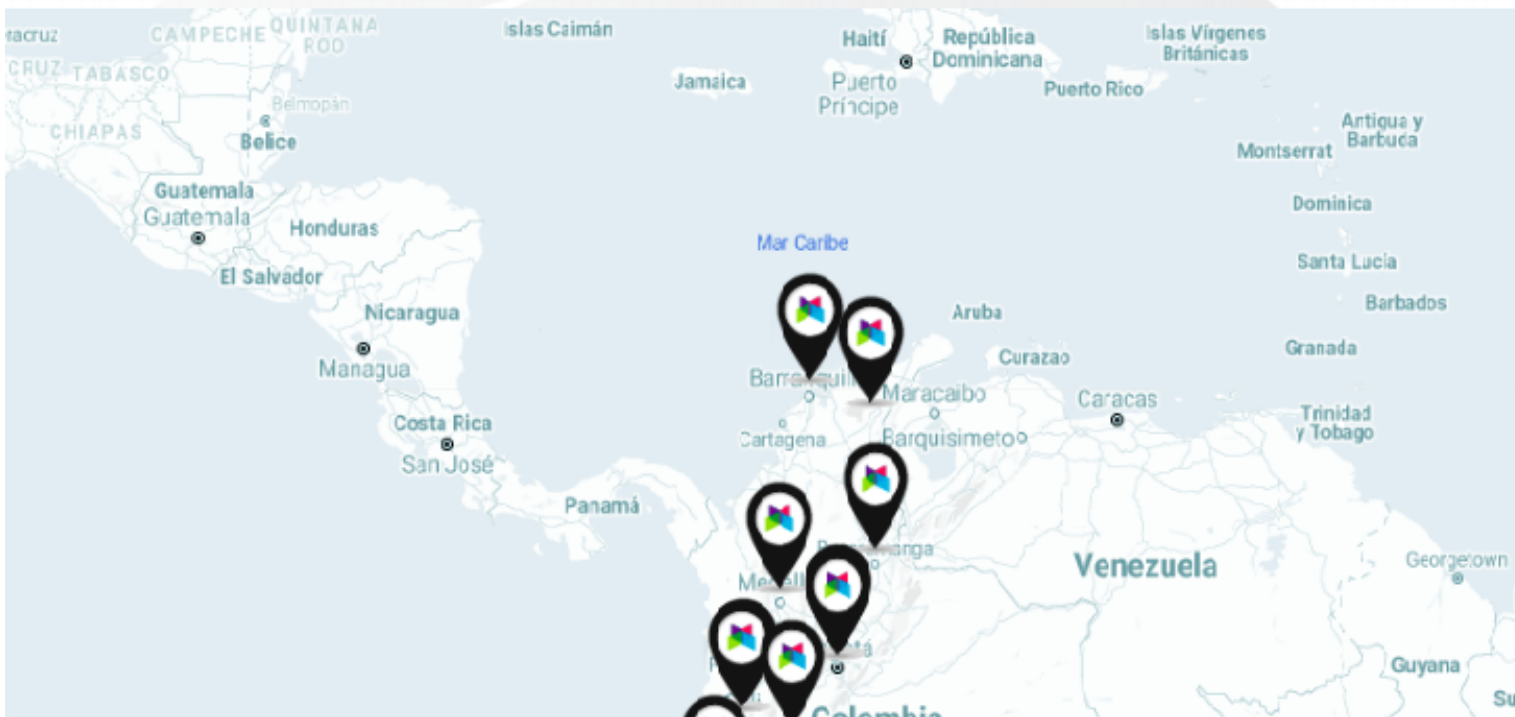 CAMPECHE
QUINTANA
ROO
Islas Caimán
Haití
República
Dominicana
Islas Vírgenes
Británicas
CRUZ
TABASCO
Jamaica
Puerto
Príncipe
Puerto Rico
Belmopán
CHIAPAS
Belice
Antigua y
Barbuda
Montserrat
Guatemala
Guatemala
Honduras
Dominica
Mar Caribe
El Salvador
Santa Lucía
Nicaragua
Aruba
Barbados
Managua
Curazao
Granada
Maracaibo
Caracas
Costa Rica
San José
Cartagena
Barquisimeto
Trinidad
y Tobago
Panamá
Venezuela
Georgetown
Guyana
Colombia